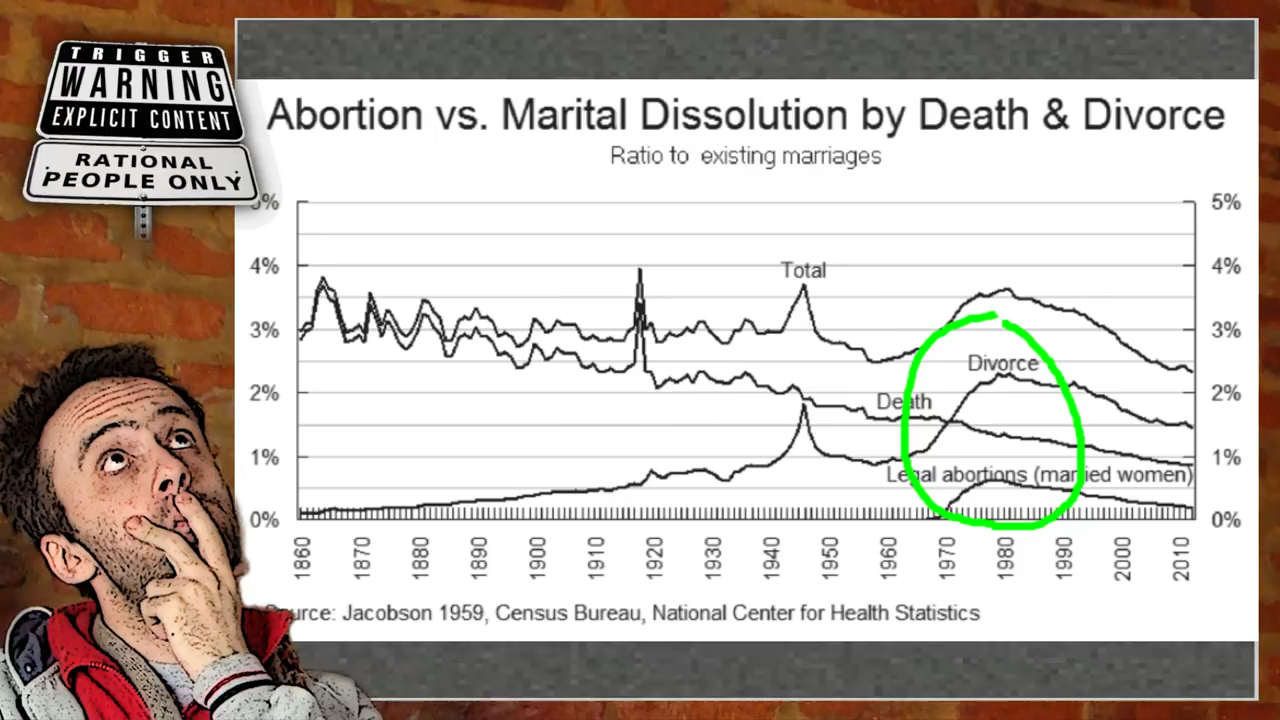 TRIGGER
WARNING
EXPLICIT CONTENT
RATIONAL
PEOPLE ONLY
Abortion vs. Marital Dissolution by Death & Divorce
Ratio to existing marriages
5% 5%
4% 4%
3% 3%
2% 2%
1% 1%
0% 0%
Total
Divorce
Death
Legal abortions (married women)
1860 1870 1880 1890 1900 1910 1920 1930 1940 1950 1960 1970 1980 1990 2000 2010
urce: Jacobson 1959, Census Bureau, National Center for Health Statistics